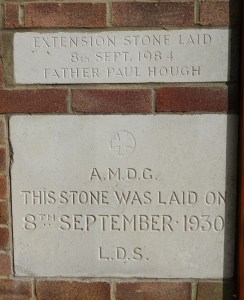 EXTENSION STONE LAID
8TH SEPT. 1984
FATHER PAUL HOUGH
A.M.D.G.
THIS STONE WAS LAID ON
8TH SEPTEMBER · 1930
L.D.S.